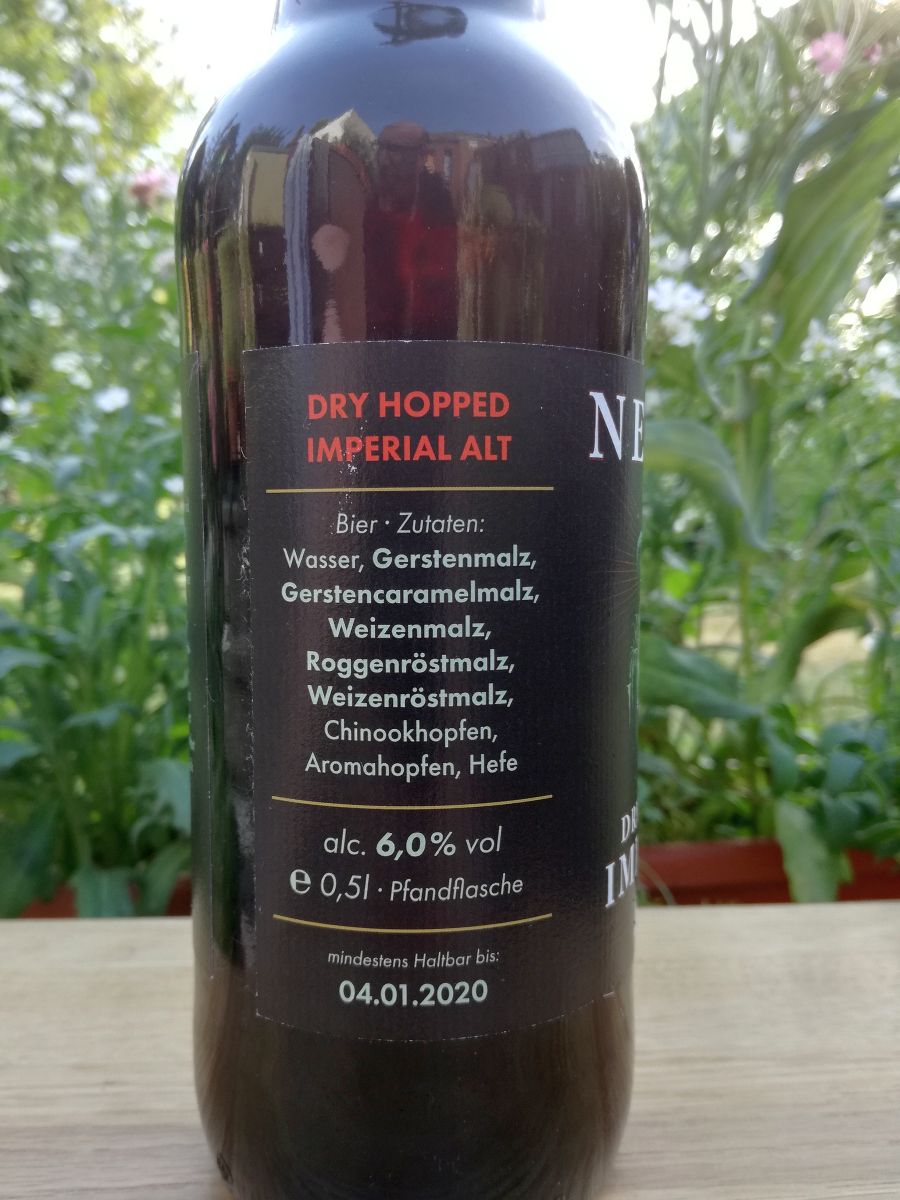 DRY HOPPED
IMPERIAL ALT
Bier · Zutaten:
Wasser, Gerstenmalz,
Gerstencaramelmalz,
Weizenmalz,
Roggenröstmalz,
Weizenröstmalz,
Chinookhopfen,
Aromahopfen, Hefe
alc. 6,0% vol
℮ 0,5l · Pfandflasche
mindestens Haltbar bis:
04.01.2020